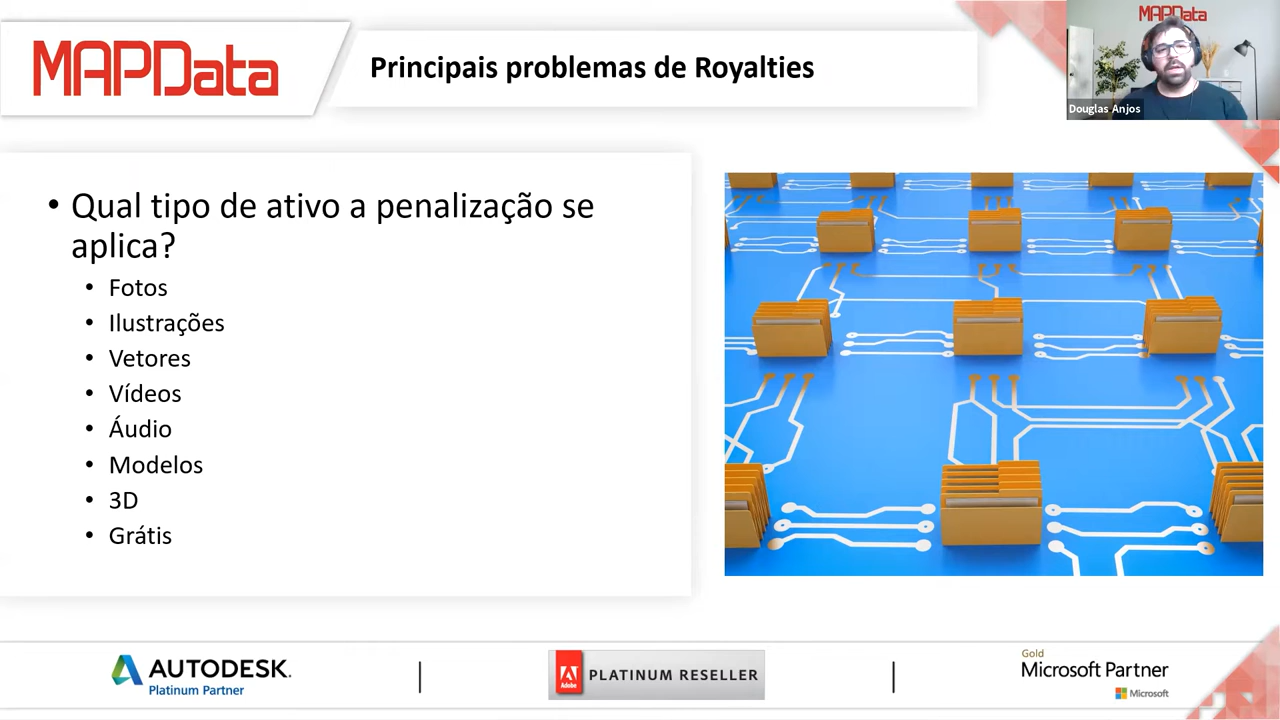 MAPData
Principais problemas de Royalties
MAPData
Douglas Anjos
• Qual tipo de ativo a penalização se
aplica?
• Fotos
• Ilustrações
• Vetores
• Vídeos
• Áudio
• Modelos
• 3D
• Grátis
AUTODESK.
Platinum Partner
Adobe
PLATINUM RESELLER
Gold
Microsoft Partner
Microsoft